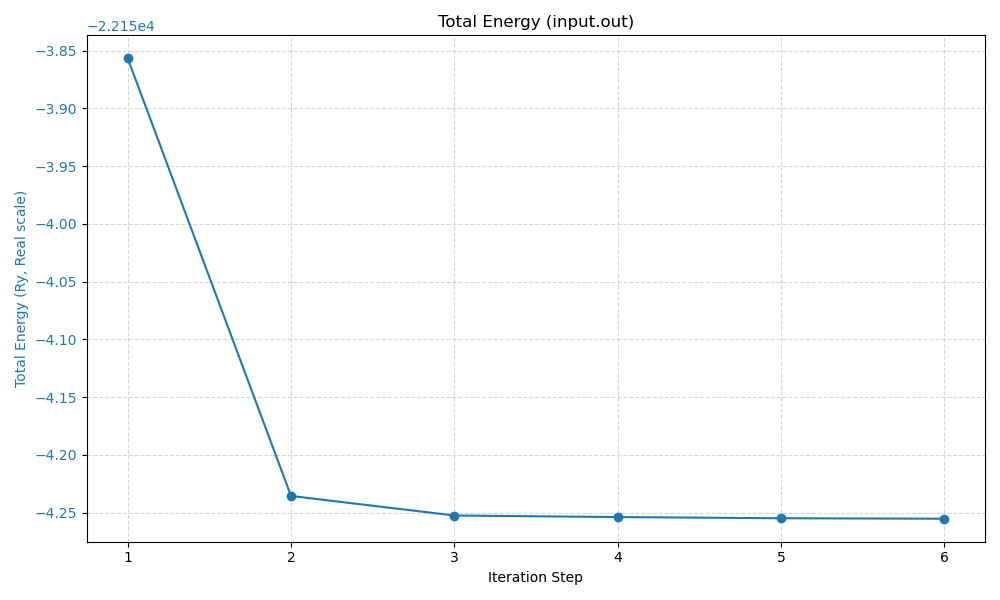 Total Energy (input.out)
−2.215e4
−3.85
−3.90
−3.95
−4.00
−4.05
−4.10
−4.15
−4.20
−4.25
Total Energy (Ry, Real scale)
1 2 3 4 5 6
Iteration Step